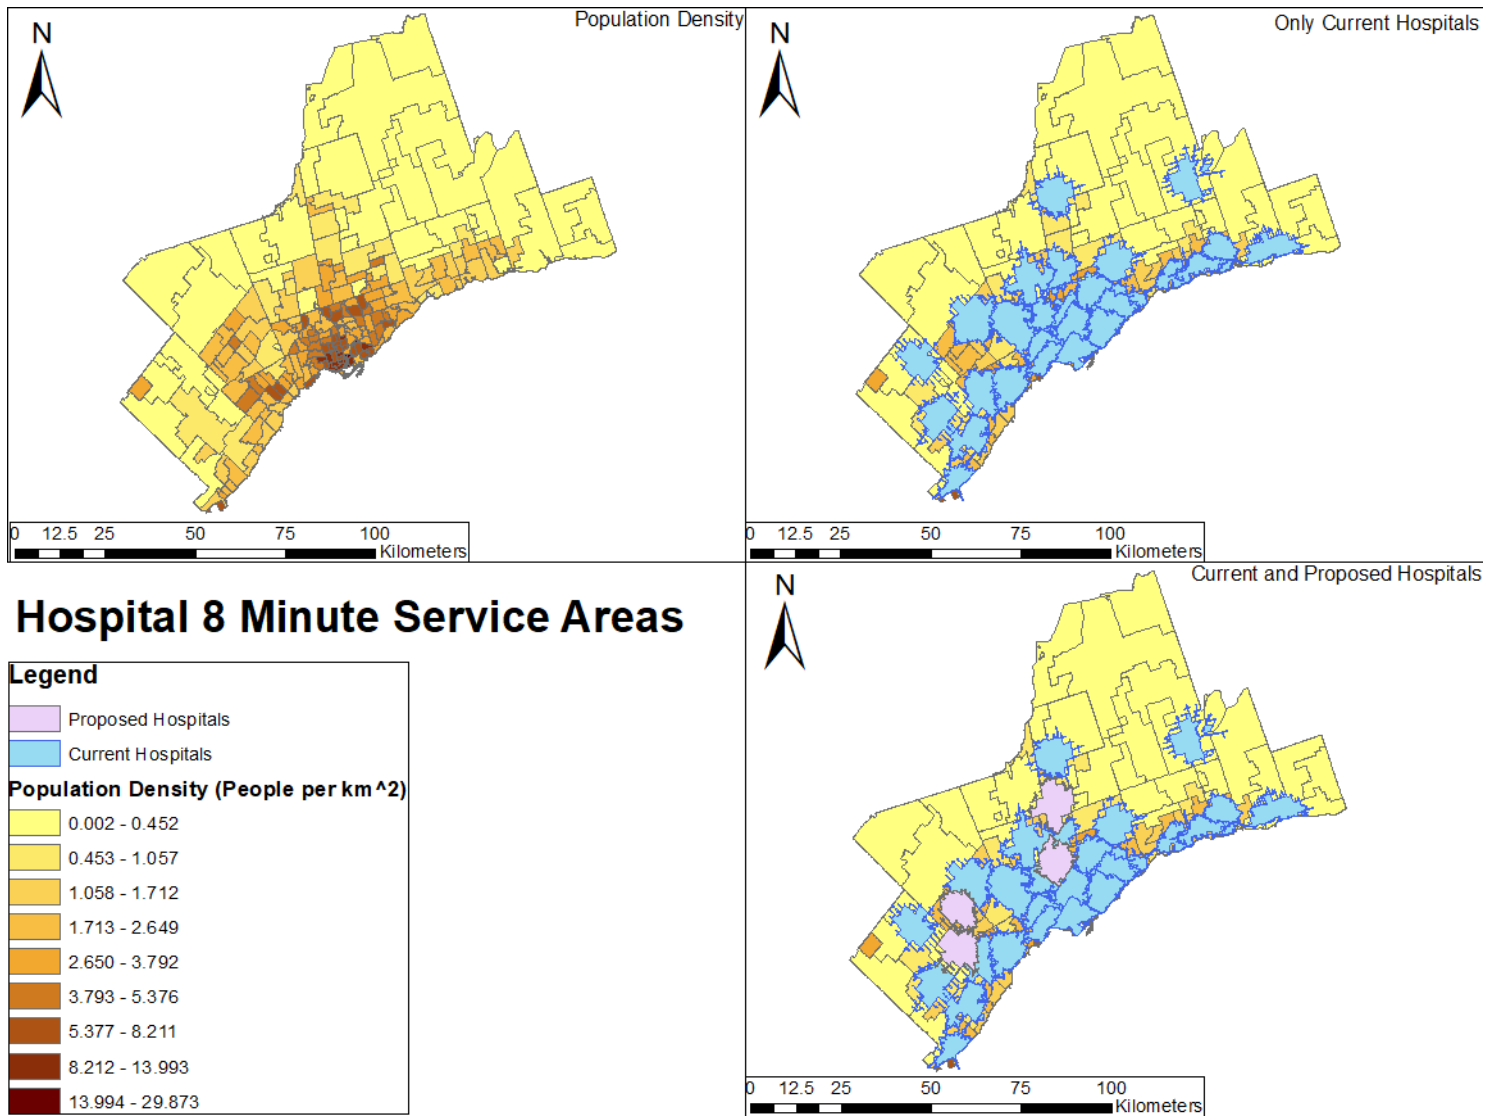 Population Density
N
0 12.5 25 50 75 100
Kilometers
Only Current Hospitals
N
0 12.5 25 50 75 100
Kilometers
Hospital 8 Minute Service Areas
Legend
Proposed Hospitals
Current Hospitals
Population Density (People per km^2)
0.002 - 0.452
0.453 - 1.057
1.058 - 1.712
1.713 - 2.649
2.650 - 3.792
3.793 - 5.376
5.377 - 8.211
8.212 - 13.993
13.994 - 29.873
Current and Proposed Hospitals
N
0 12.5 25 50 75 100
Kilometers